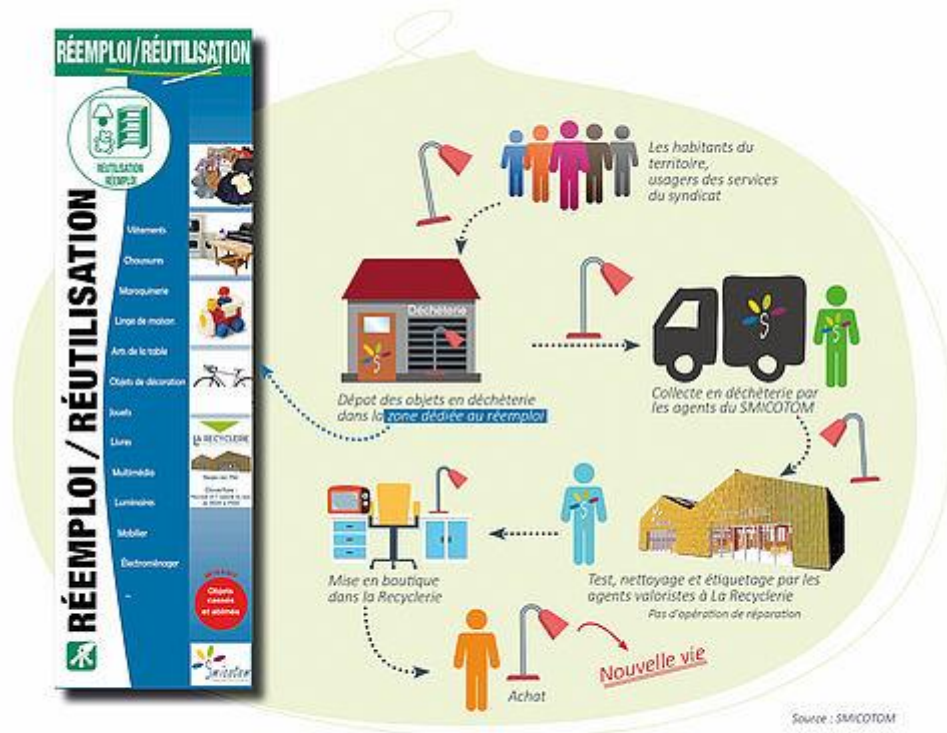 RÉEMPLOI/RÉUTILISATION
RÉUTILISATION
RÉEMPLOI
RÉEMPLOI / RÉUTILISATION
Vêtements
Chaussures
Maroquinerie
Linge de maison
Arts de la table
Objets de décoration
Jouets
Livres
Multimédia
Luminaires
Mobilier
Électroménager
...
LA RECYCLERIE
Objets
cassés
et abîmés
Smicotom
Les habitants du
territoire,
usagers des services
du syndicat
Déchèterie
Dépot des objets en déchèterie
dans la zone dédiée au réemploi
S
Collecte en déchèterie par
les agents du SMICOTOM
Test, nettoyage et étiquetage par les
agents valoristes à La Recyclerie
Pas d'opération de réparation
Mise en boutique
dans la Recyclerie
Achat
Nouvelle vie
Source : SMICOTOM